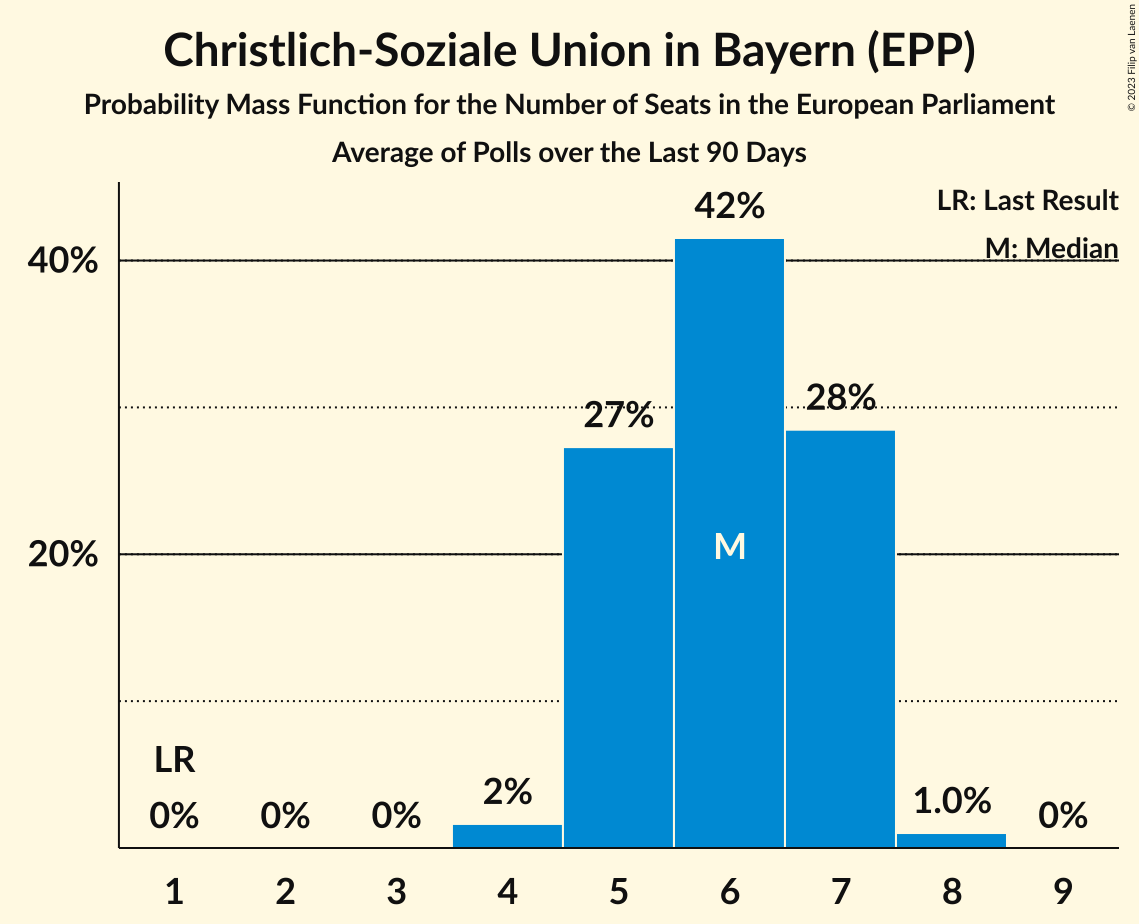 Christlich-Soziale Union in Bayern (EPP)
Probability Mass Function for the Number of Seats in the European Parliament
Average of Polls over the Last 90 Days
© 2023 Filip van Laenen
LR: Last Result
M: Median
42%
40%
28%
27%
20%
M
LR
0% 0% 0% 2% 1.0% 0%
1 2 3 4 5 6 7 8 9